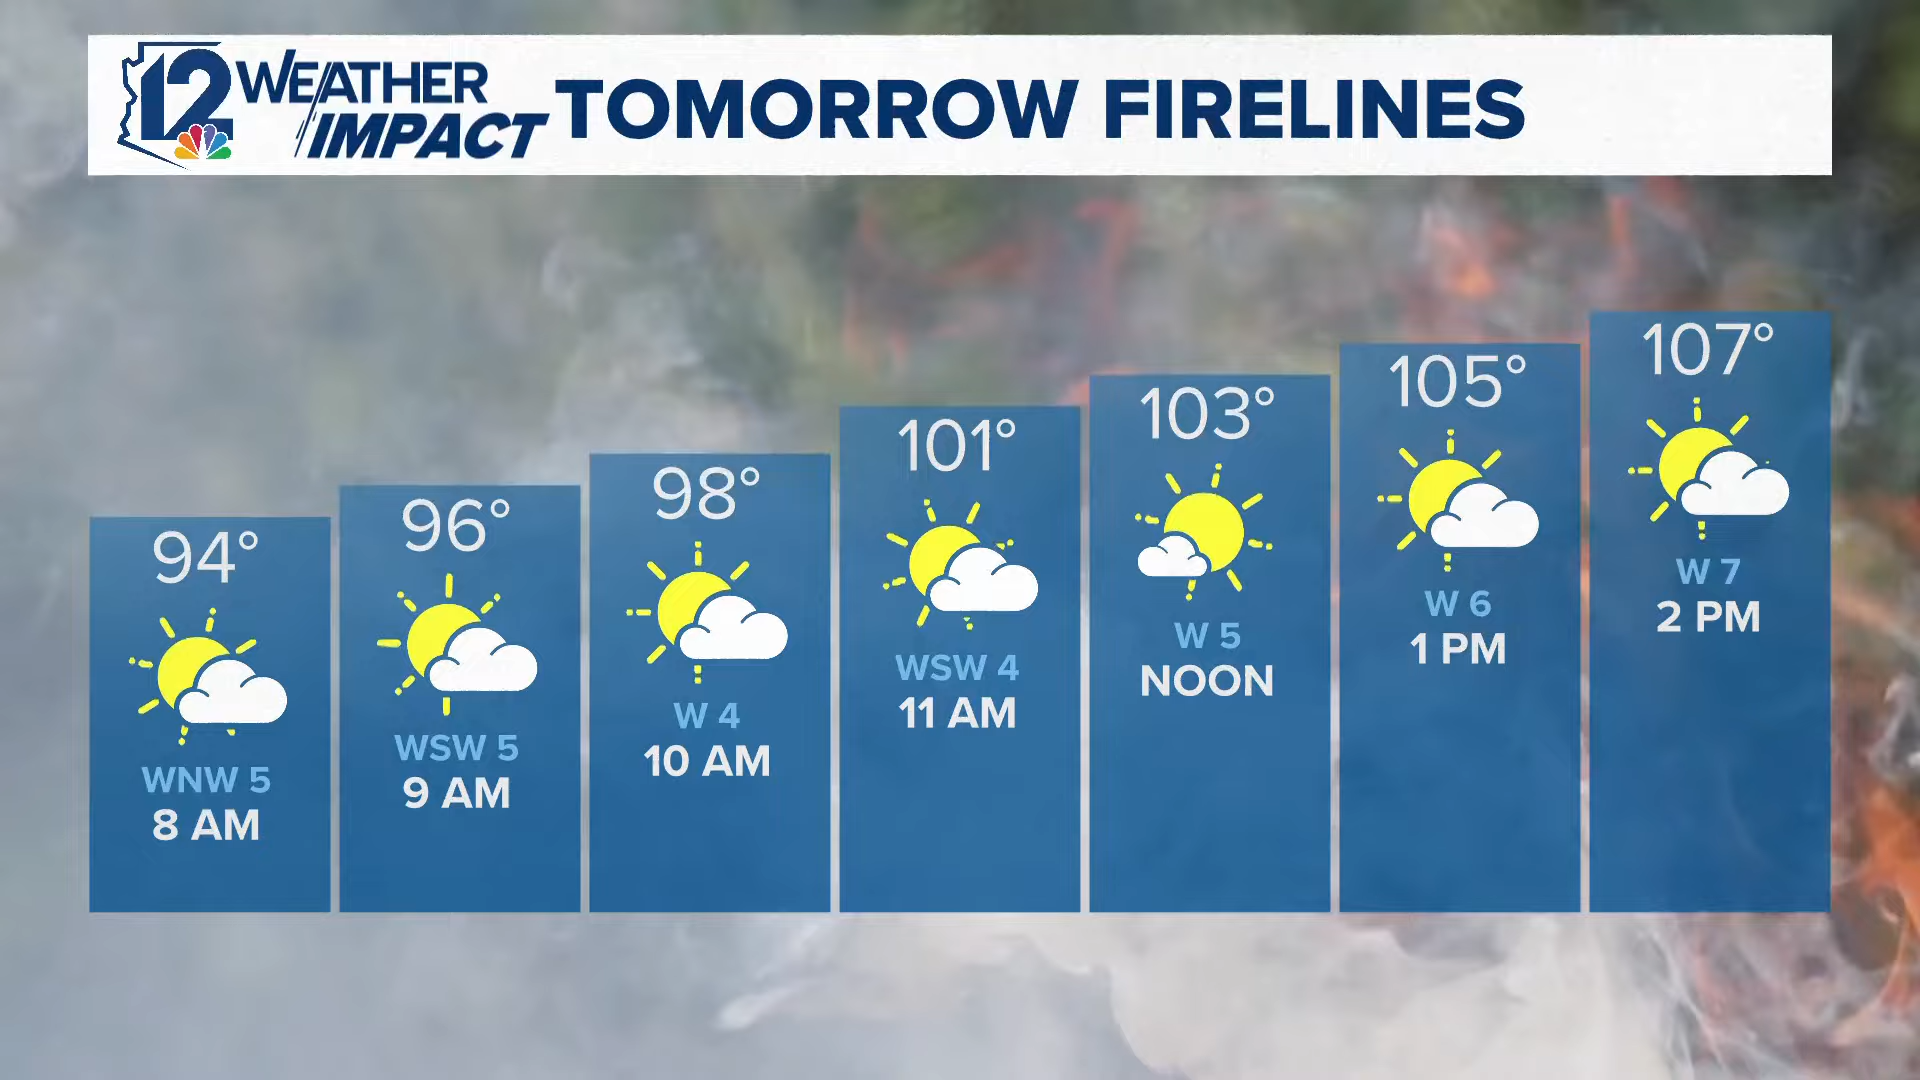 12 WEATHER IMPACT TOMORROW FIRELINES
94°
WNW 5
8 AM
96°
WSW 5
9 AM
98°
W 4
10 AM
101°
WSW 4
11 AM
103°
W 5
NOON
105°
W 6
1 PM
107°
W 7
2 PM